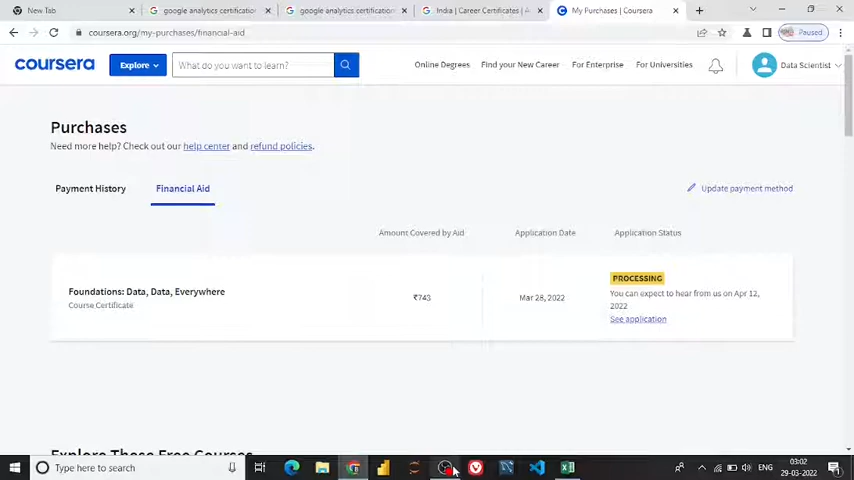 New Tab
google analytics certification
google analytics certification
India | Career Certificates | A
My Purchases | Coursera
coursera.org/my-purchases/financial-aid
Paused
coursera
Explore
What do you want to learn?
Online Degrees
Find your New Career
For Enterprise
For Universities
Data Scientist
Purchases
Need more help? Check out our help center and refund policies.
Payment History
Financial Aid
Update payment method
Amount Covered by Aid
Application Date
Application Status
Foundations: Data, Data, Everywhere
Course Certificate
₹743
Mar 28, 2022
PROCESSING
You can expect to hear from us on Apr 12,
2022
See application
Explore These Free Courses
Type here to search
ENG
03:02
29-03-2022